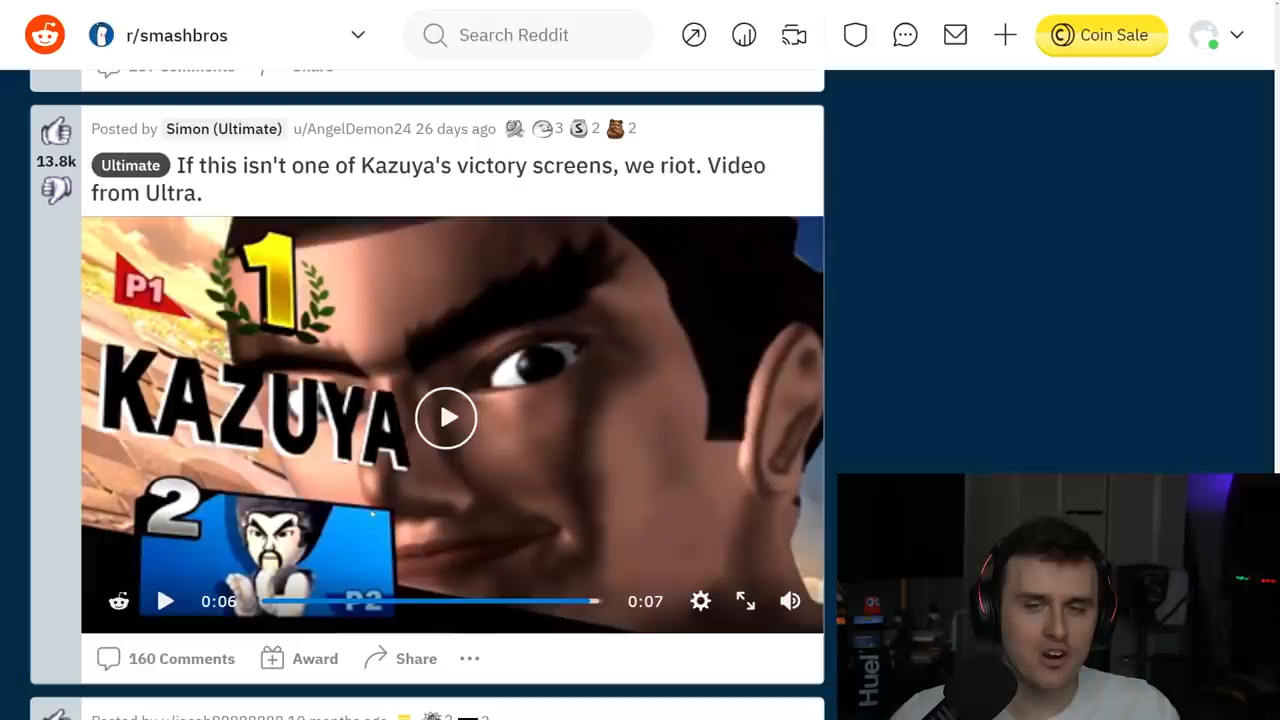 r/smashbros
Search Reddit
Coin Sale
Share
Posted by Simon (Ultimate) u/AngelDemon24 26 days ago 3 S 2 2
13.8k
Ultimate If this isn't one of Kazuya's victory screens, we riot. Video
from Ultra.
P1
1
KAZUYA
2
P2
0:06
0:07
160 Comments
Award
Share
Huel